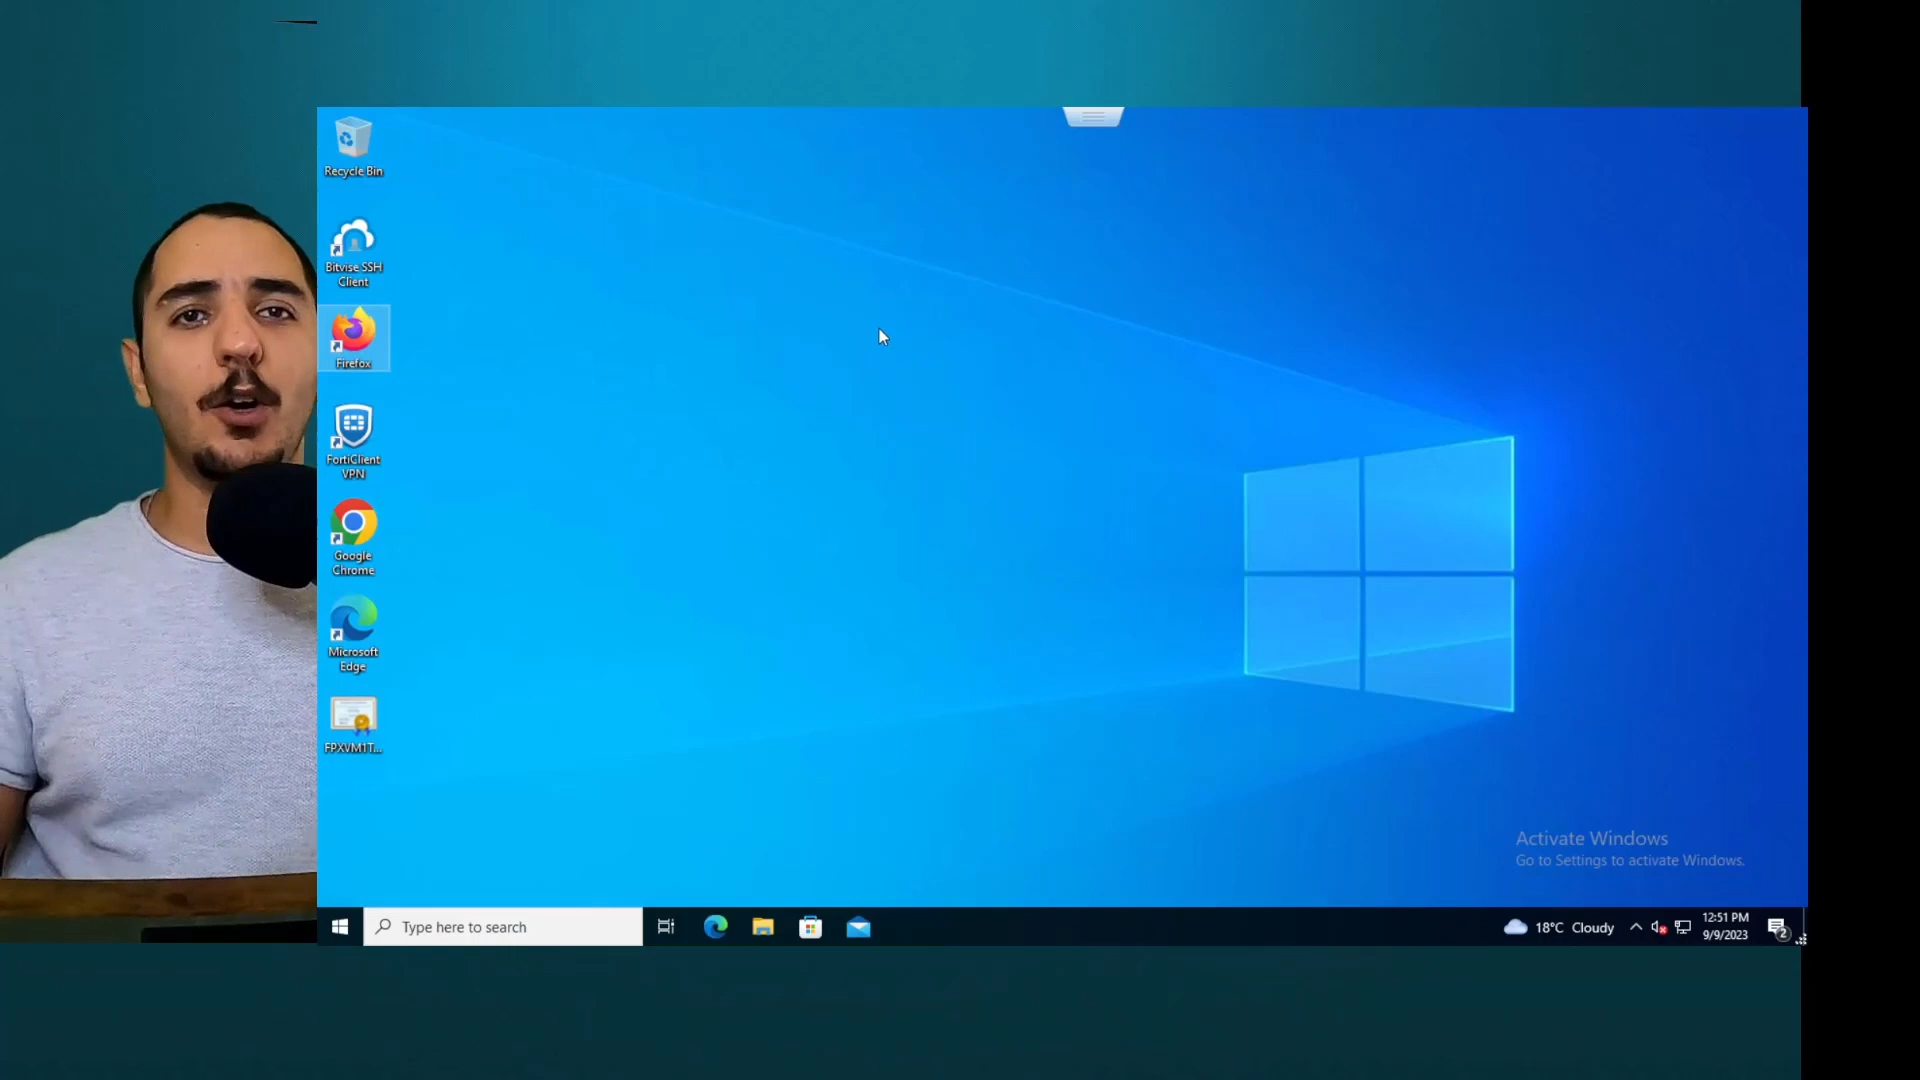 Recycle Bin
Bitvise SSH
Client
Firefox
FortiClient
VPN
Google
Chrome
Microsoft
Edge
FPXVM1T...
Activate Windows
Go to Settings to activate Windows.
Type here to search
18°C Cloudy
12:51 PM
9/9/2023
2